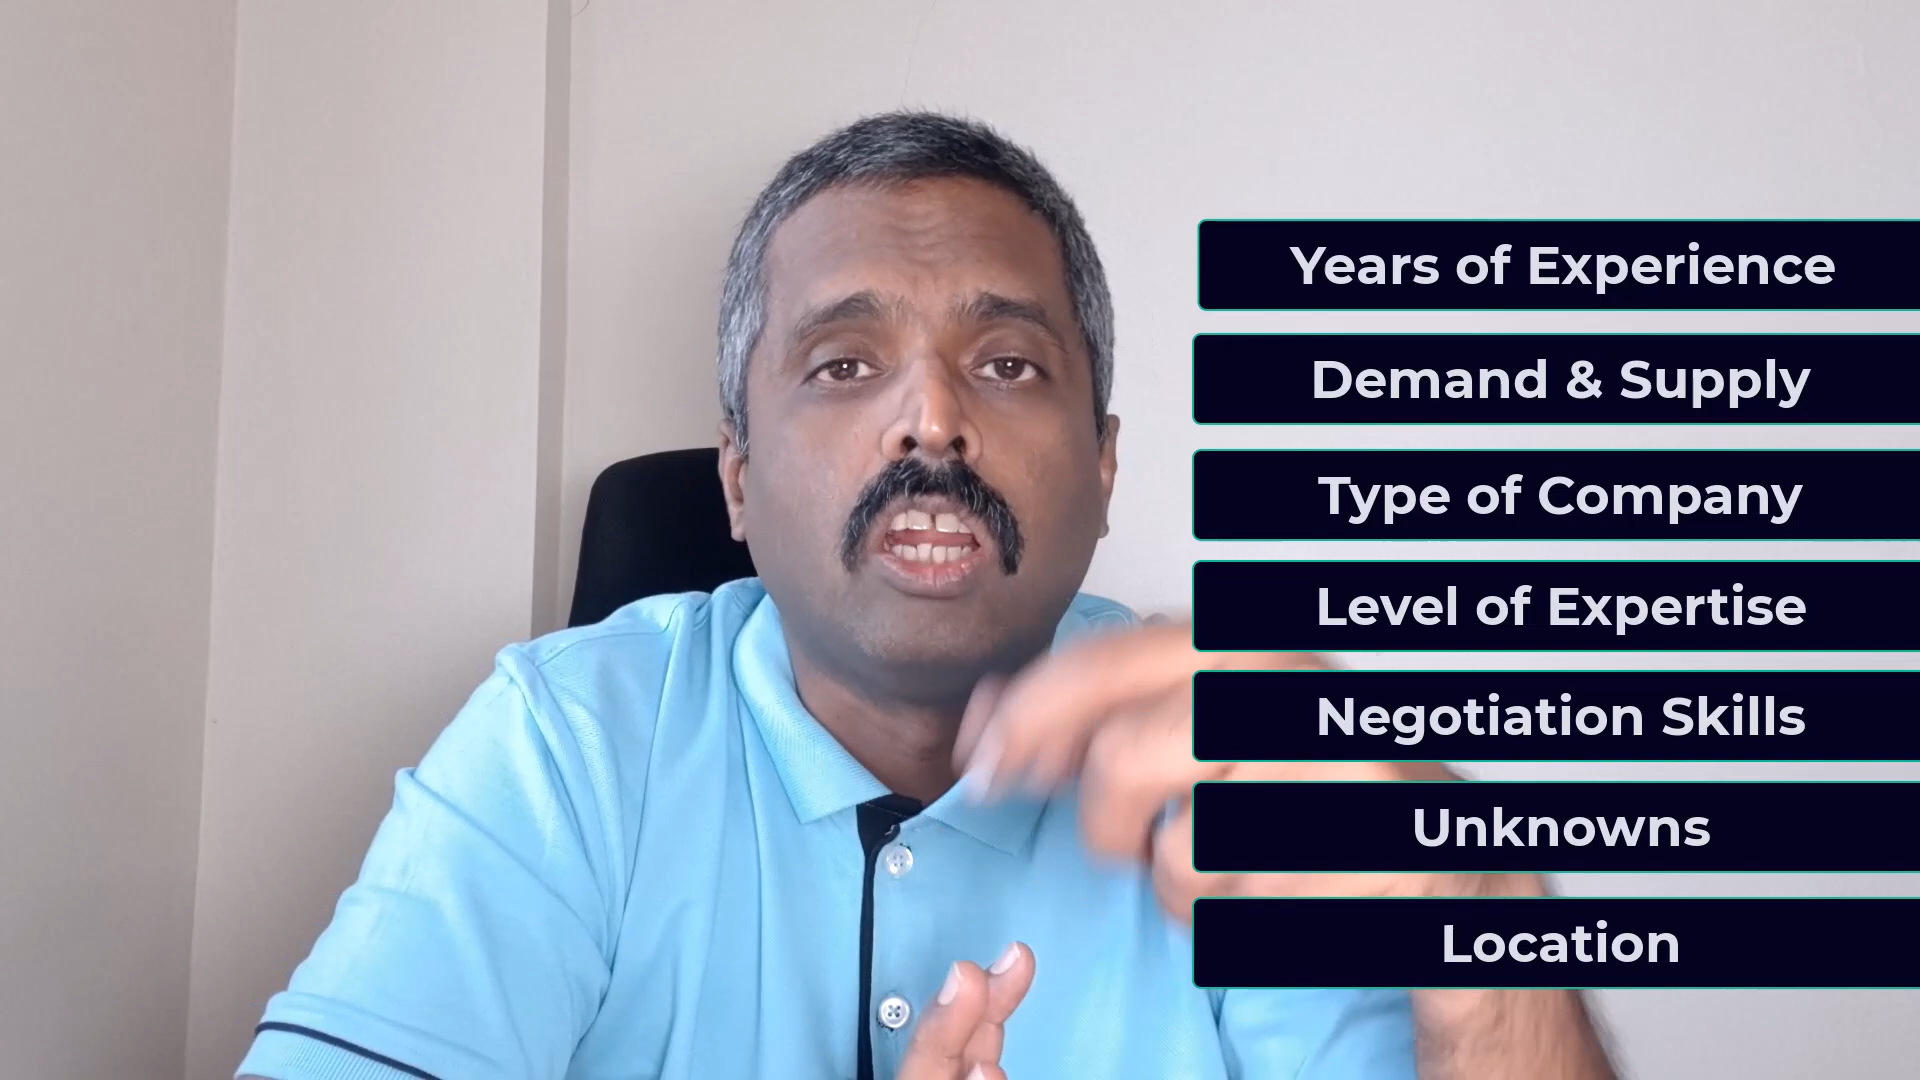 Years of Experience
Demand & Supply
Type of Company
Level of Expertise
Negotiation Skills
Unknowns
Location